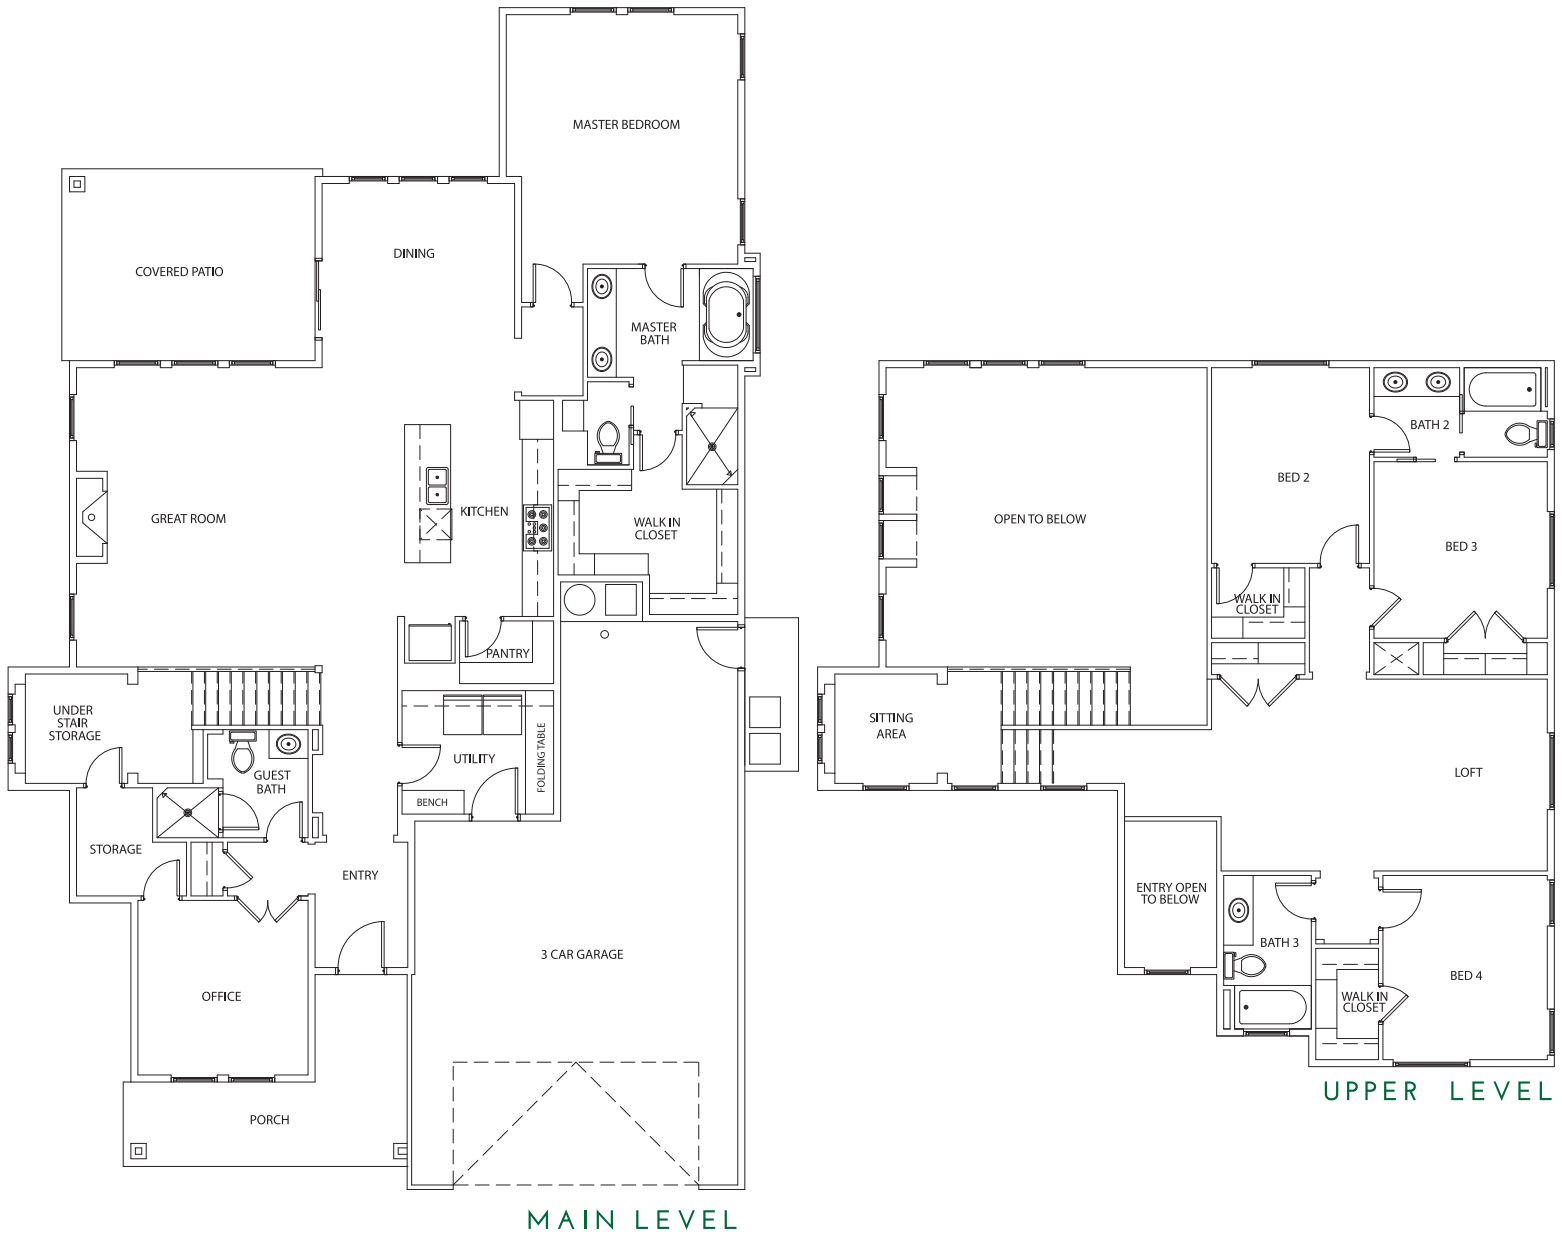 MASTER BEDROOM
DINING
COVERED PATIO
MASTER
BATH
GREAT ROOM
KITCHEN
WALK IN
CLOSET
PANTRY
UNDER
STAIR
STORAGE
UTILITY
FOLDING TABLE
GUEST
BATH
BENCH
STORAGE
ENTRY
3 CAR GARAGE
OFFICE
PORCH
MAIN LEVEL
BATH 2
BED 2
OPEN TO BELOW
BED 3
WALK IN
CLOSET
SITTING
AREA
LOFT
ENTRY OPEN
TO BELOW
BATH 3
BED 4
WALK IN
CLOSET
UPPER LEVEL